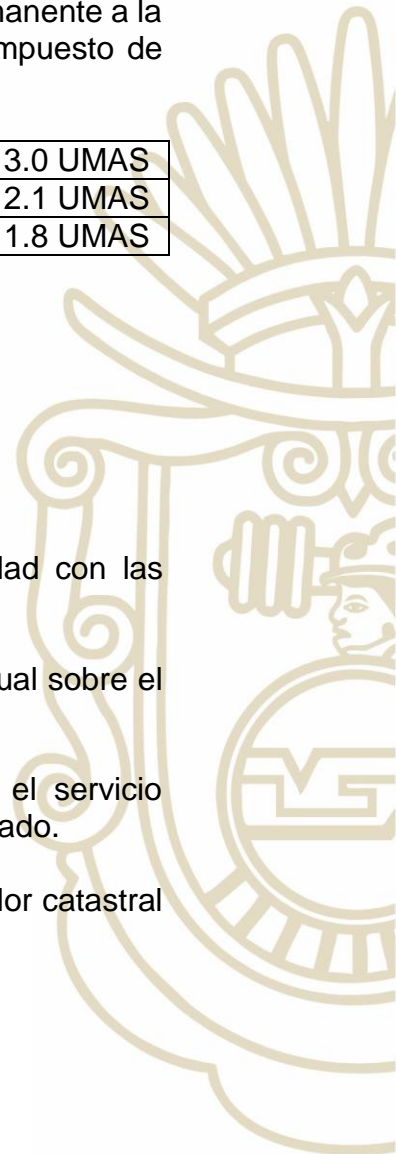 manente a la
mpuesto de
3.0 UMAS
2.1 UMAS
1.8 UMAS
dad con las
ual sobre el
el servicio
ado.
lor catastral